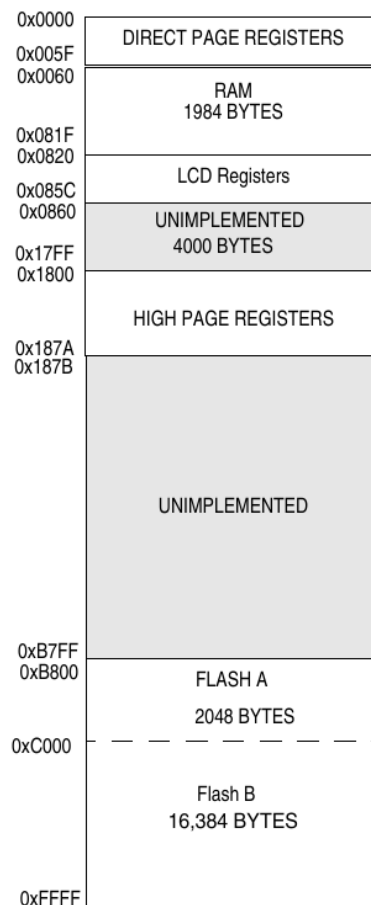 0x0000
DIRECT PAGE REGISTERS
0x005F
0x0060
RAM
1984 BYTES
0x081F
0x0820
LCD Registers
0x085C
0x0860
UNIMPLEMENTED
4000 BYTES
0x17FF
0x1800
HIGH PAGE REGISTERS
0x187A
0x187B
UNIMPLEMENTED
0xB7FF
0xB800
FLASH A
2048 BYTES
0xC000
Flash B
16,384 BYTES
0xFFFF